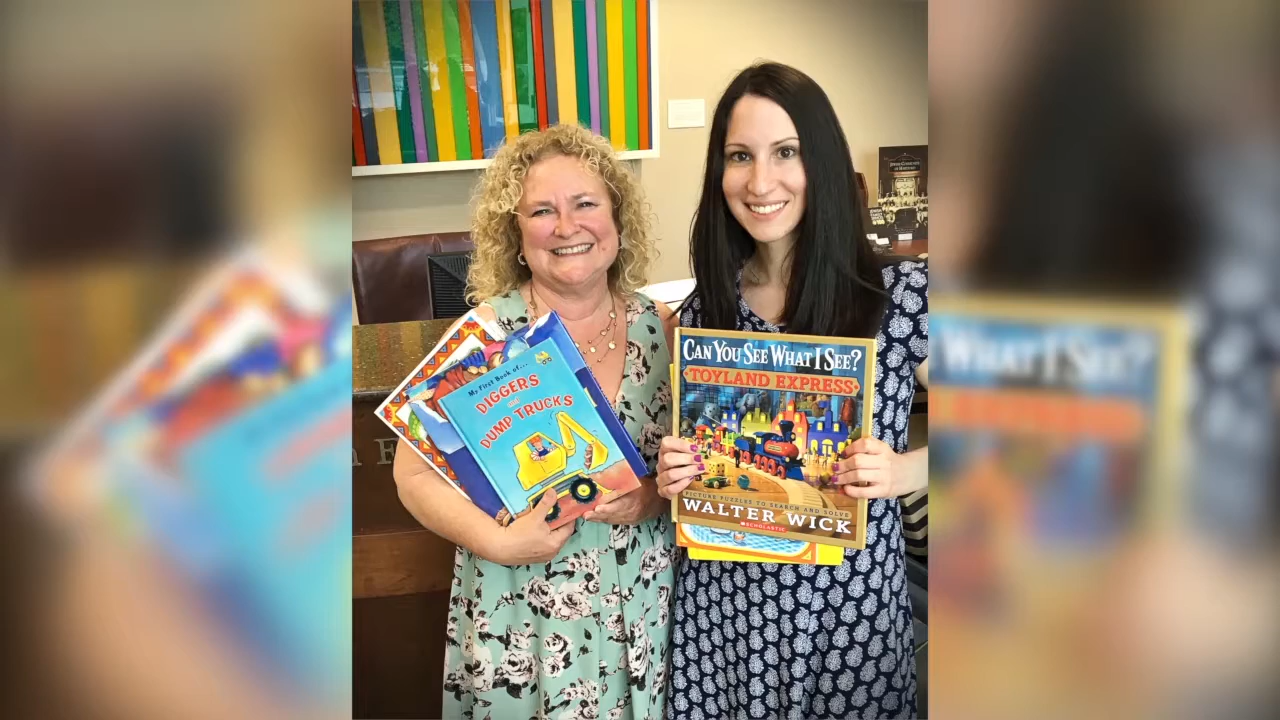 My First Book of...
DIGGERS
and
DUMP TRUCKS
CAN YOU SEE WHAT I SEE?
TOYLAND EXPRESS
PICTURE PUZZLES TO SEARCH AND SOLVE
WALTER WICK
SCHOLASTIC